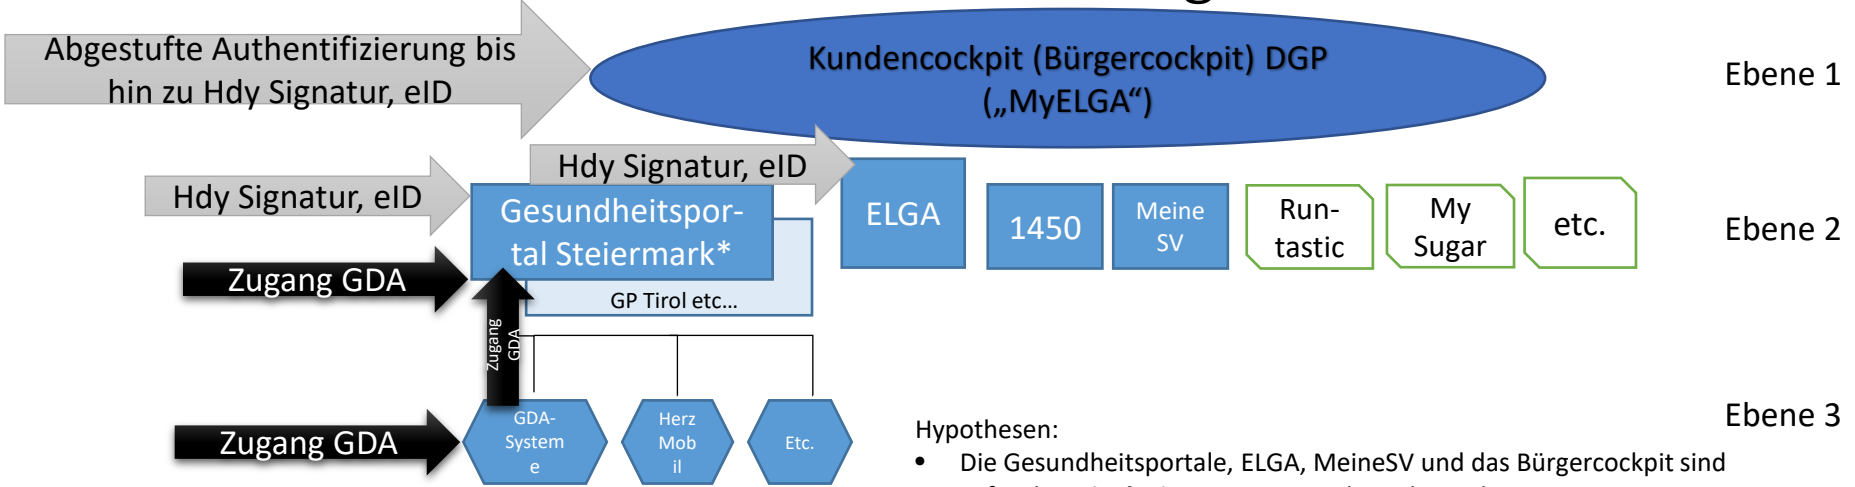 Abgestufte Authentifizierung bis
hin zu Hdy Signatur, eID
Kundencockpit (Bürgercockpit) DGP
(„MyELGA“)
Ebene 1
Hdy Signatur, eID
Hdy Signatur, eID
Gesundheitspor-
tal Steiermark*
GP Tirol etc...
ELGA
1450
Meine
SV
Run-
tastic
My
Sugar
etc.
Ebene 2
Zugang GDA
Zugang
GDA
Zugang GDA
GDA-
System
e
Herz
Mob
il
Etc.
Ebene 3
Hypothesen:
• Die Gesundheitsportale, ELGA, MeineSV und das Bürgercockpit sind